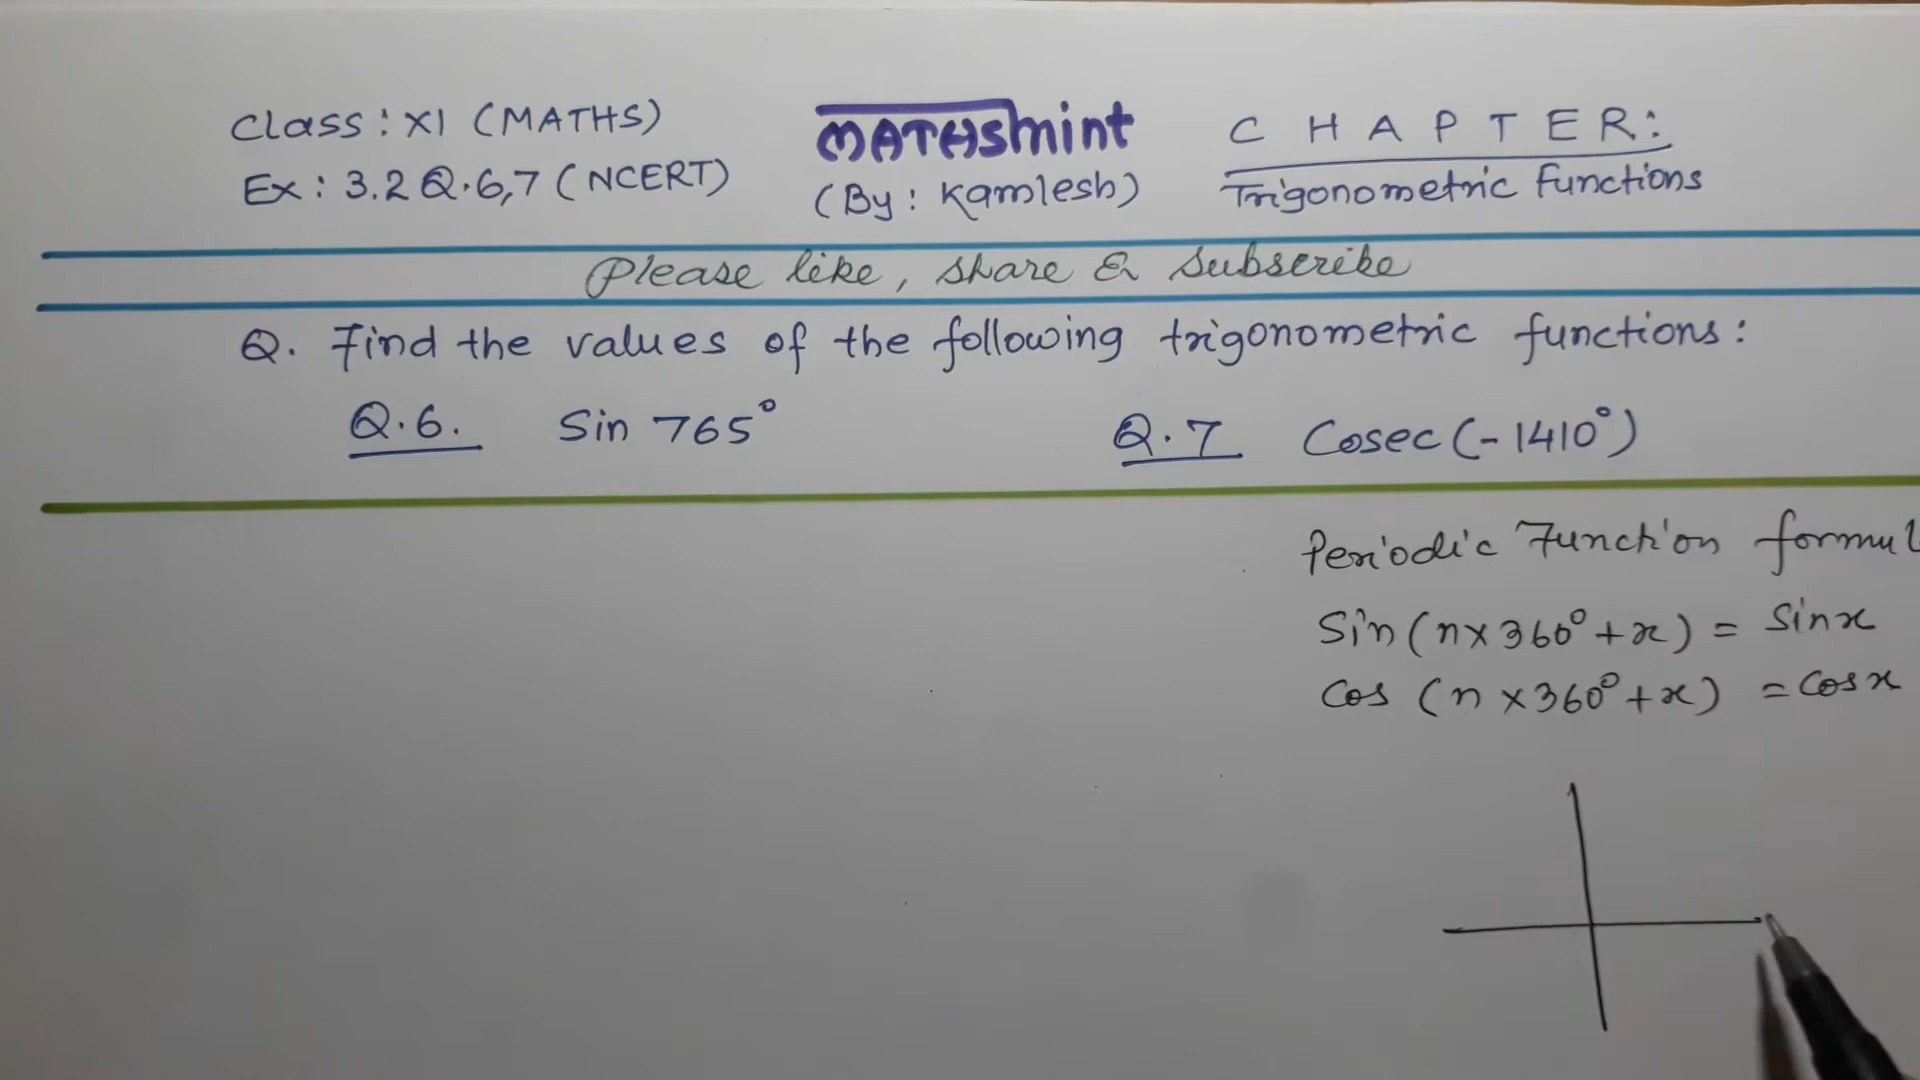 Class: XI (MATHS)
Ex: 3.2 Q.6,7 (NCERT)
MATHSmint
(By: Kamlesh)
CHAPTER:
Trigonometric Functions
Please like, share & Subscribe
Q. Find the values of the following trigonometric functions:
Q.6. Sin 765°
Q.7 Cosec (-1410°)
Periodic Function formul
Sin (n×360°+x) = Sinx
Cos (n×360°+x) = Cosx